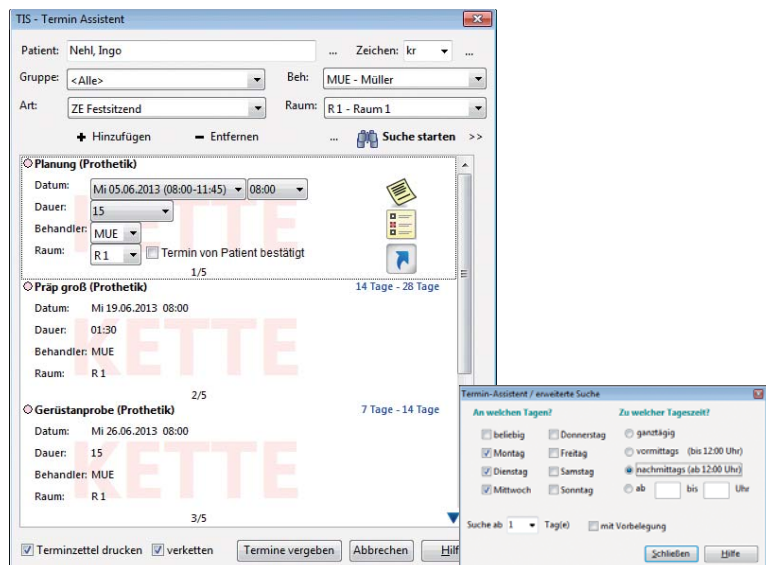 TIS - Termin Assistent
Patient: Nehl, Ingo ... Zeichen: kr ...
Gruppe: <Alle> Beh: MUE - Müller
Art: ZE Festsitzend Raum: R 1 - Raum 1
Hinzufügen Entfernen ... Suche starten >>
Planung (Prothetik)
KETTE
Datum: Mi 05.06.2013 (08:00-11:45) 08:00
Dauer: 15
Behandler: MUE
Raum: R 1 Termin von Patient bestätigt
1/5
Präp groß (Prothetik) 14 Tage - 28 Tage
KETTE
Datum: Mi 19.06.2013 08:00
Dauer: 01:30
Behandler: MUE
Raum: R 1
2/5
Gerüstanprobe (Prothetik) 7 Tage - 14 Tage
KETTE
Datum: Mi 26.06.2013 08:00
Dauer: 15
Behandler: MUE
Raum: R 1
3/5
Terminzettel drucken verketten Termine vergeben Abbrechen Hilf
Termin-Assistent / erweiterte Suche
An welchen Tagen? Zu welcher Tageszeit?
beliebig Donnerstag ganztägig
Montag Freitag vormittags (bis 12:00 Uhr)
Dienstag Samstag nachmittags (ab 12:00 Uhr)
Mittwoch Sonntag ab bis Uhr
Suche ab 1 Tag(e) mit Vorbelegung
Schließen Hilfe